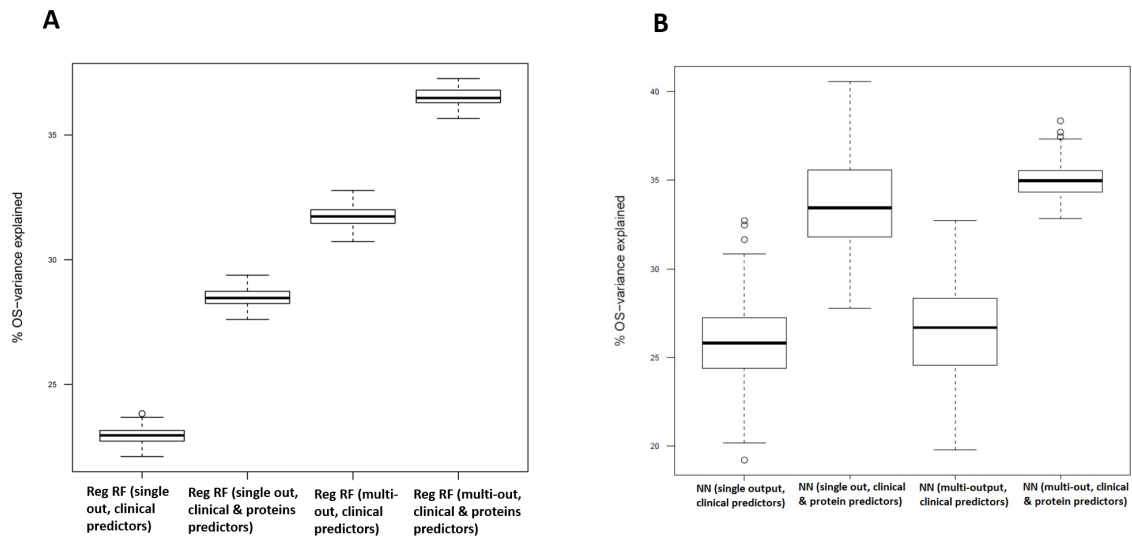 A
% OS−variance explained
35
30
25
Reg RF (single
out, clinical
predictors)
Reg RF (single out,
clinical & proteins
predictors)
Reg RF (multi-
out, clinical
predictors)
Reg RF (multi-out,
clinical & proteins
predictors)
B
% OS−variance explained
40
35
30
25
20
NN (single output,
clinical predictors)
NN (single out, clinical
& protein predictors)
NN (multi-output,
clinical predictors)
NN (multi-out, clinical
& protein predictors)